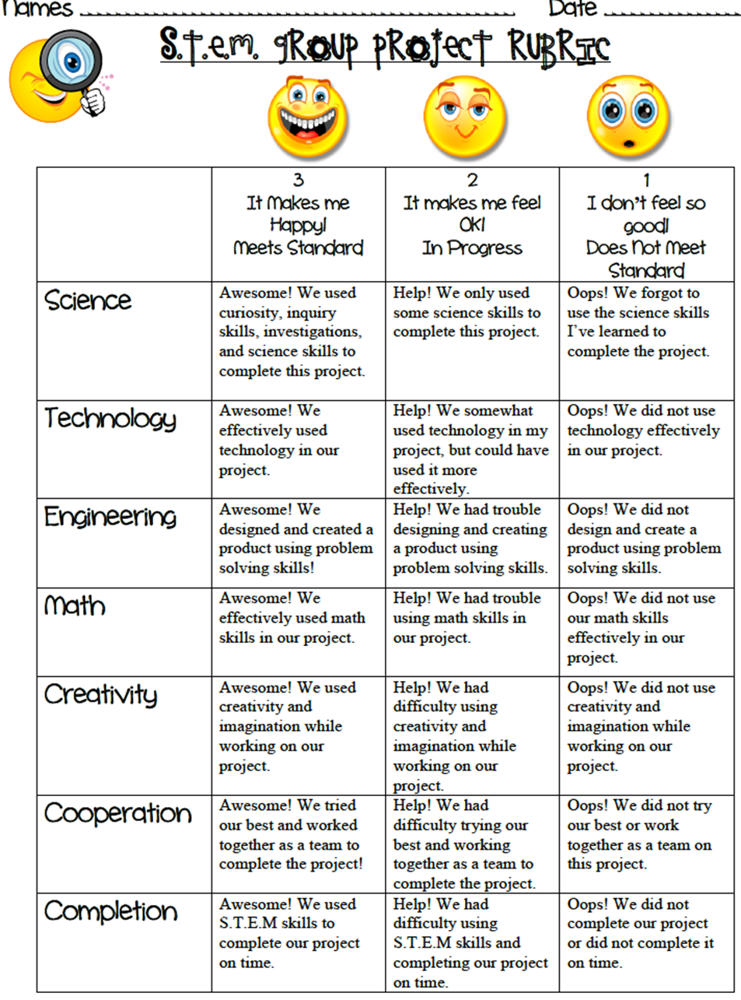 Names
Date
S.T.E.M. GROUP PROJECT RUBRIC
3
It Makes me
Happy!
Meets Standard
2
It makes me feel
OK!
In Progress
1
I don't feel so
good!
Does Not Meet
Standard
Science
Awesome! We used
curiosity, inquiry
skills, investigations,
and science skills to
complete this project.
Help! We only used
some science skills to
complete this project.
Oops! We forgot to
use the science skills
I've learned to
complete the project.
Technology
Awesome! We
effectively used
technology in our
project.
Help! We somewhat
used technology in my
project, but could have
used it more
effectively.
Oops! We did not use
technology effectively
in our project.
Engineering
Awesome! We
designed and created a
product using problem
solving skills!
Help! We had trouble
designing and creating
a product using
problem solving skills.
Oops! We did not
design and create a
product using problem
solving skills.
Math
Awesome! We
effectively used math
skills in our project.
Help! We had trouble
using math skills in
our project.
Oops! We did not use
our math skills
effectively in our
project.
Creativity
Awesome! We used
creativity and
imagination while
working on our
project.
Help! We had
difficulty using
creativity and
imagination while
working on our
project.
Oops! We did not use
creativity and
imagination while
working on our
project.
Cooperation
Awesome! We tried
our best and worked
together as a team to
complete the project!
Help! We had
difficulty trying our
best and working
together as a team to
complete the project.
Oops! We did not try
our best or work
together as a team on
this project.
Completion
Awesome! We used
S.T.E.M skills to
complete our project
on time.
Help! We had
difficulty using
S.T.E.M skills and
completing our project
on time.
Oops! We did not
complete our project
or did not complete it
on time.